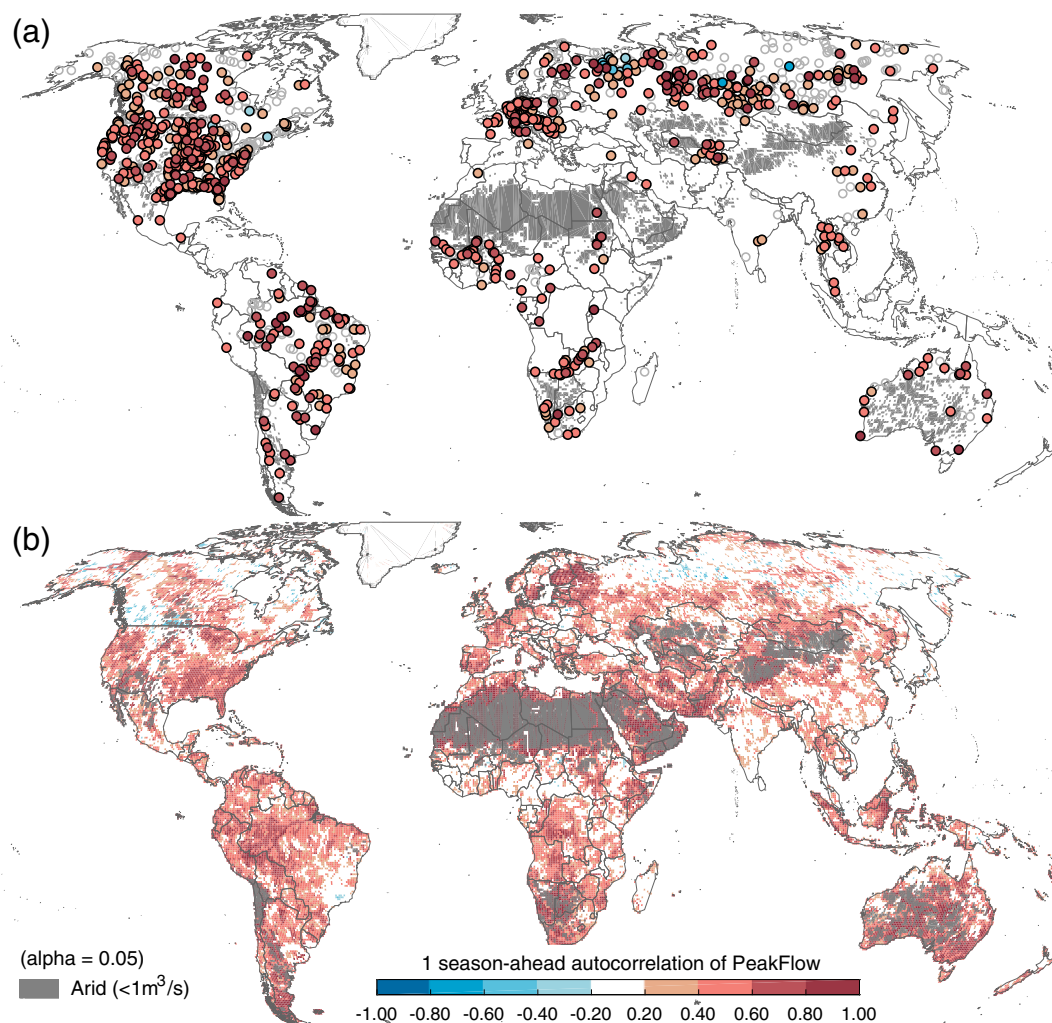 (a)
(b)
(alpha = 0.05)
Arid (<1m³/s)
1 season-ahead autocorrelation of PeakFlow
-1.00 -0.80 -0.60 -0.40 -0.20 0.20 0.40 0.60 0.80 1.00